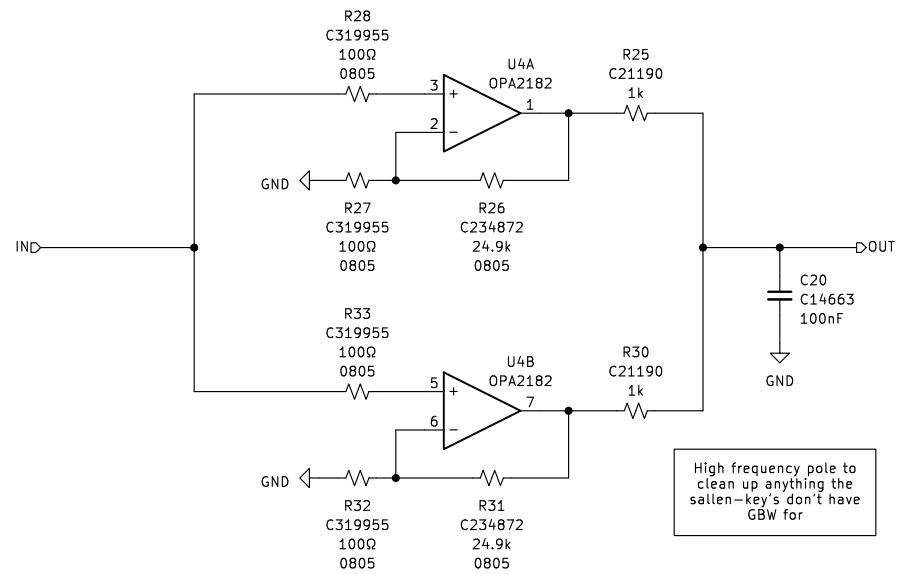 R28
C319955
100Ω
0805
U4A
OPA2182
3
+
1
2
−
R25
C21190
1k
GND
R27
C319955
100Ω
0805
R26
C234872
24.9k
0805
IN
OUT
C20
C14663
100nF
GND
R33
C319955
100Ω
0805
U4B
OPA2182
5
+
7
6
−
R30
C21190
1k
GND
R32
C319955
100Ω
0805
R31
C234872
24.9k
0805
High frequency pole to
clean up anything the
sallen-key's don't have
GBW for